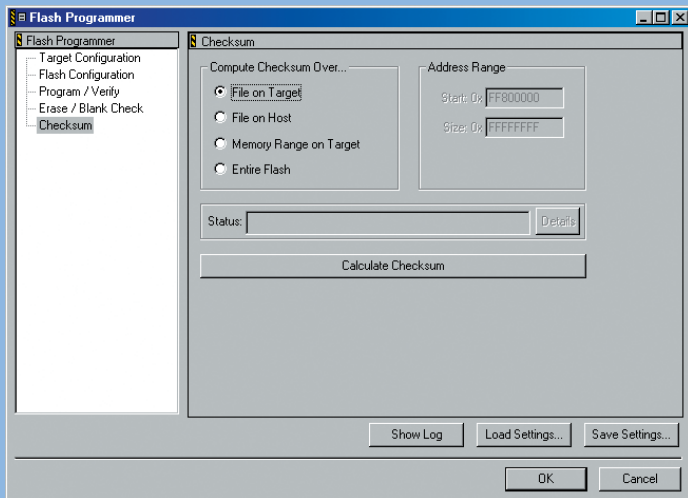 Flash Programmer
Flash Programmer
Target Configuration
Flash Configuration
Program / Verify
Erase / Blank Check
Checksum
Checksum
Compute Checksum Over...
File on Target
File on Host
Memory Range on Target
Entire Flash
Address Range
Start: 0x FF800000
Size: 0x FFFFFFFF
Status:
Details
Calculate Checksum
Show Log
Load Settings...
Save Settings...
OK
Cancel